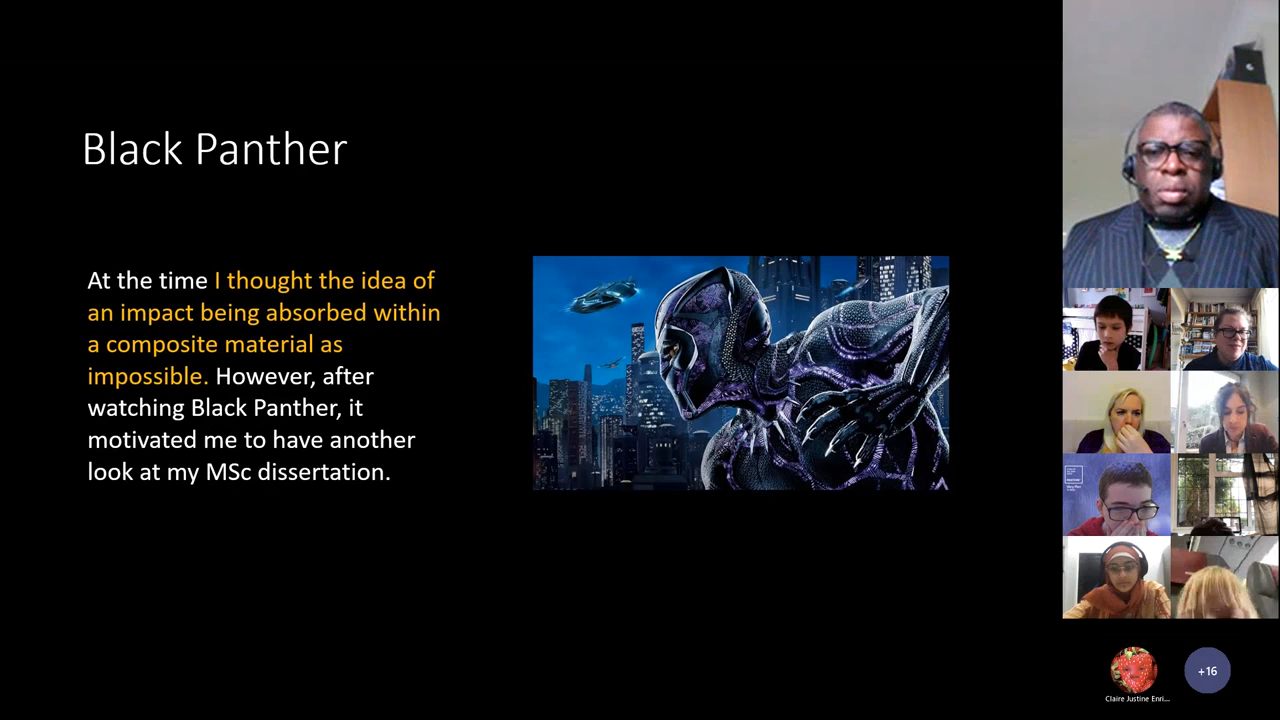 Black Panther
At the time I thought the idea of
an impact being absorbed within
a composite material as
impossible. However, after
watching Black Panther, it
motivated me to have another
look at my MSc dissertation.
Claire Justine Enri...
+16